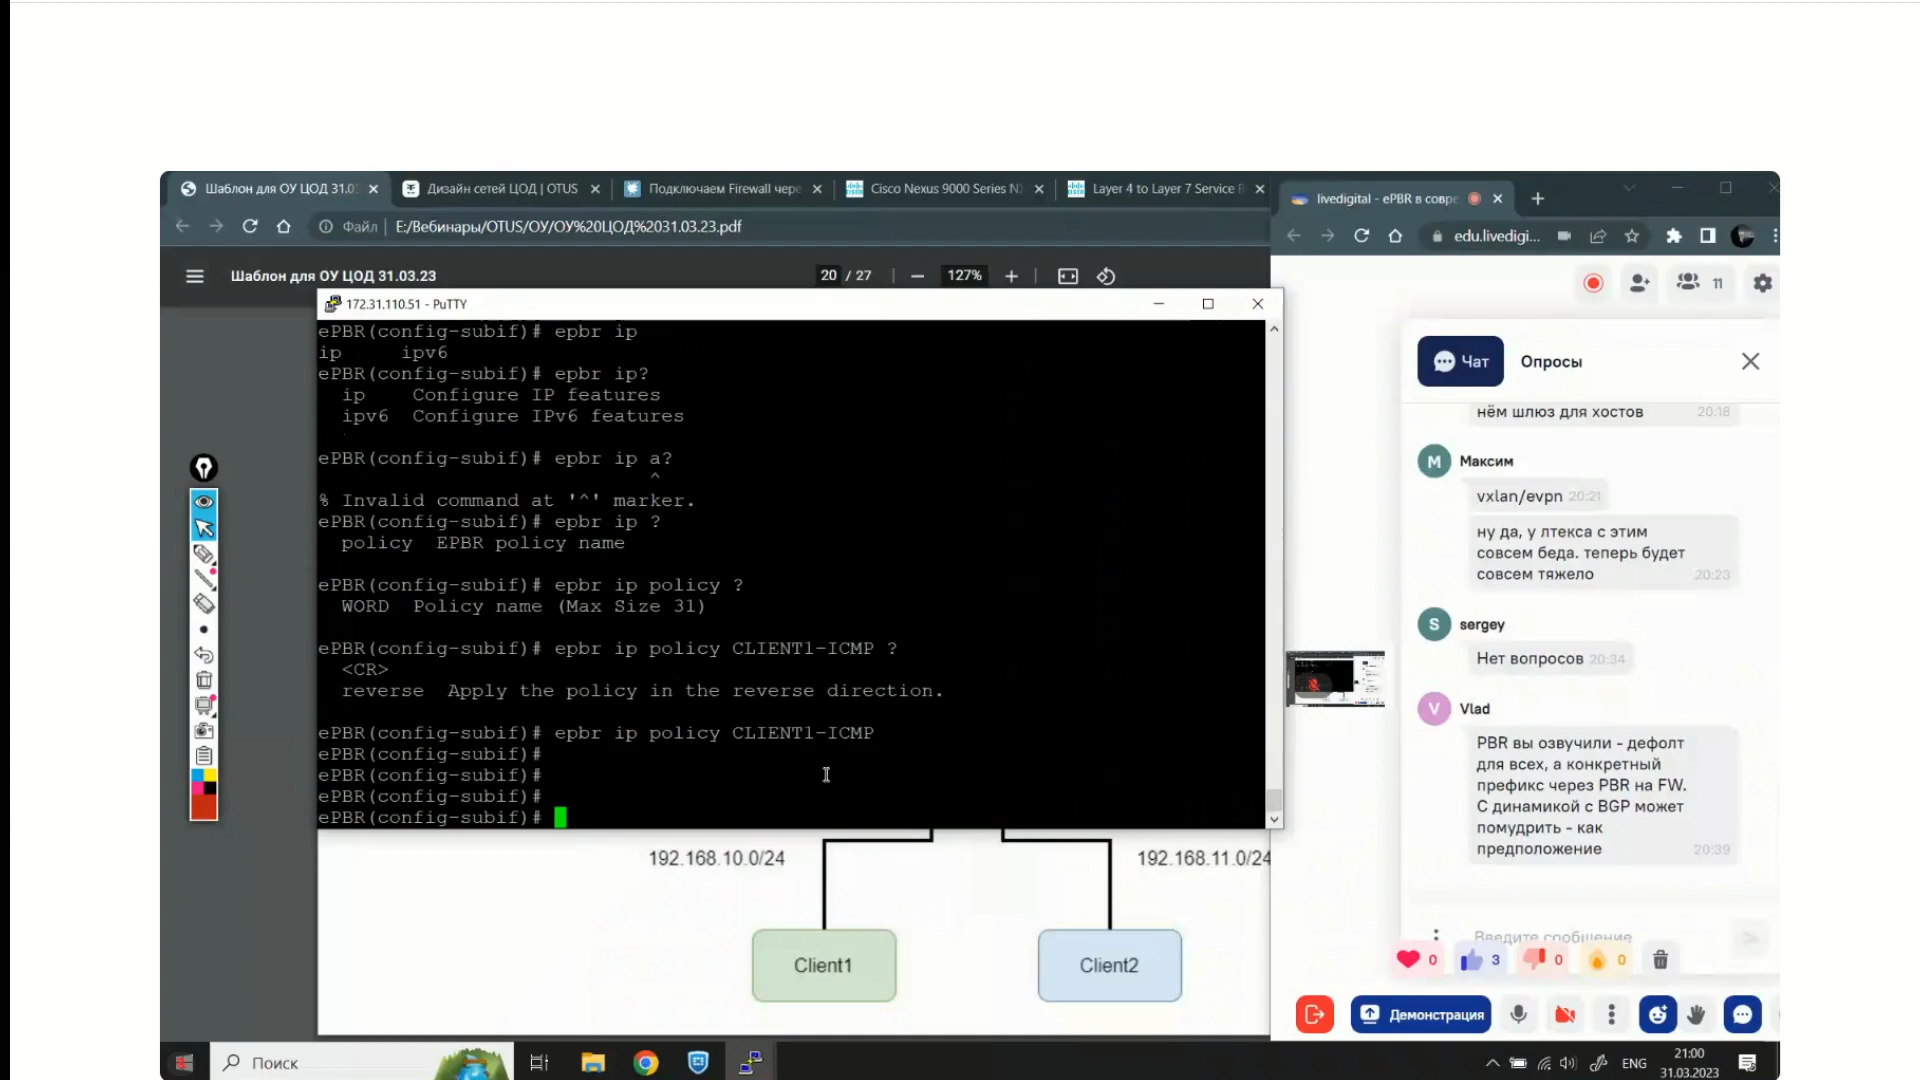 Шаблон для ОУ ЦОД 31.0
Дизайн сетей ЦОД | OTUS
Подключаем Firewall чере
Cisco Nexus 9000 Series N
Layer 4 to Layer 7 Service
livedigital - ePBR в совр
Файл
E:/Вебинары/OTUS/ОУ/ОУ%20ЦОД%2031.03.23.pdf
edu.livedigi...
Шаблон для ОУ ЦОД 31.03.23
20 / 27
127%
11
172.31.110.51 - PuTTY
ePBR(config-subif)# epbr ip
ip     ipv6
ePBR(config-subif)# epbr ip?
ip    Configure IP features
ipv6  Configure IPv6 features
ePBR(config-subif)# epbr ip a?
^
% Invalid command at '^' marker.
ePBR(config-subif)# epbr ip ?
policy  EPBR policy name
ePBR(config-subif)# epbr ip policy ?
WORD  Policy name (Max Size 31)
ePBR(config-subif)# epbr ip policy CLIENT1-ICMP ?
<CR>
reverse  Apply the policy in the reverse direction.
ePBR(config-subif)# epbr ip policy CLIENT1-ICMP
ePBR(config-subif)#
ePBR(config-subif)#
ePBR(config-subif)#
ePBR(config-subif)#
192.168.10.0/24
192.168.11.0/24
Client1
Client2
Чат
Опросы
нём шлюз для хостов 20:18
M
Максим
vxlan/evpn 20:21
ну да, у лтекса с этим
совсем беда. теперь будет
совсем тяжело 20:23
S
sergey
Нет вопросов 20:34
V
Vlad
PBR вы озвучили - дефолт
для всех, а конкретный
префикс через PBR на FW.
С динамикой с BGP может
помудрить - как
предположение 20:39
Введите сообщение
0
3
0
0
Демонстрация
Поиск
ENG
21:00
31.03.2023